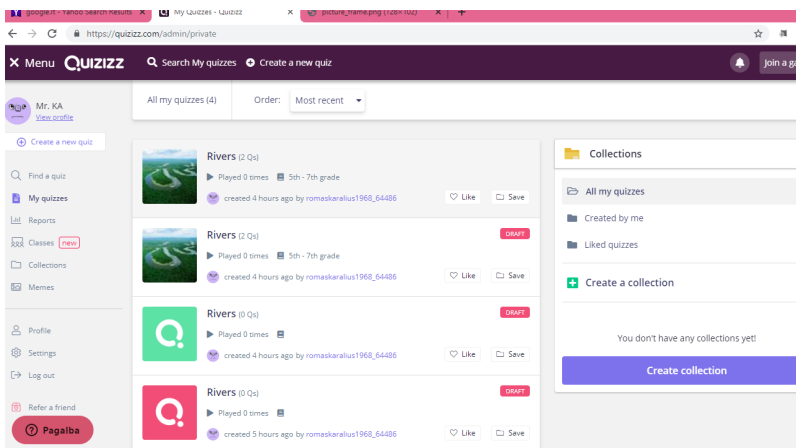 google.lt - Yahoo Search Results
My Quizzes - Quizizz
picture_frame.png (128×102)
https://quizizz.com/admin/private
Menu QUIZIZZ Search My quizzes Create a new quiz Join a ga
Mr. KA
View profile
Create a new quiz
Find a quiz
My quizzes
Reports
Classes new
Collections
Memes
Profile
Settings
Log out
Refer a friend
Pagalba
All my quizzes (4) Order: Most recent
Rivers (2 Qs)
Played 0 times 5th - 7th grade
created 4 hours ago by romaskaralius1968_64486 Like Save
Rivers (2 Qs) DRAFT
Played 0 times 5th - 7th grade
created 4 hours ago by romaskaralius1968_64486 Like Save
Rivers (0 Qs) DRAFT
Played 0 times
created 4 hours ago by romaskaralius1968_64486 Like Save
Rivers (0 Qs) DRAFT
Played 0 times
created 5 hours ago by romaskaralius1968_64486 Like Save
Collections
All my quizzes
Created by me
Liked quizzes
Create a collection
You don't have any collections yet!
Create collection